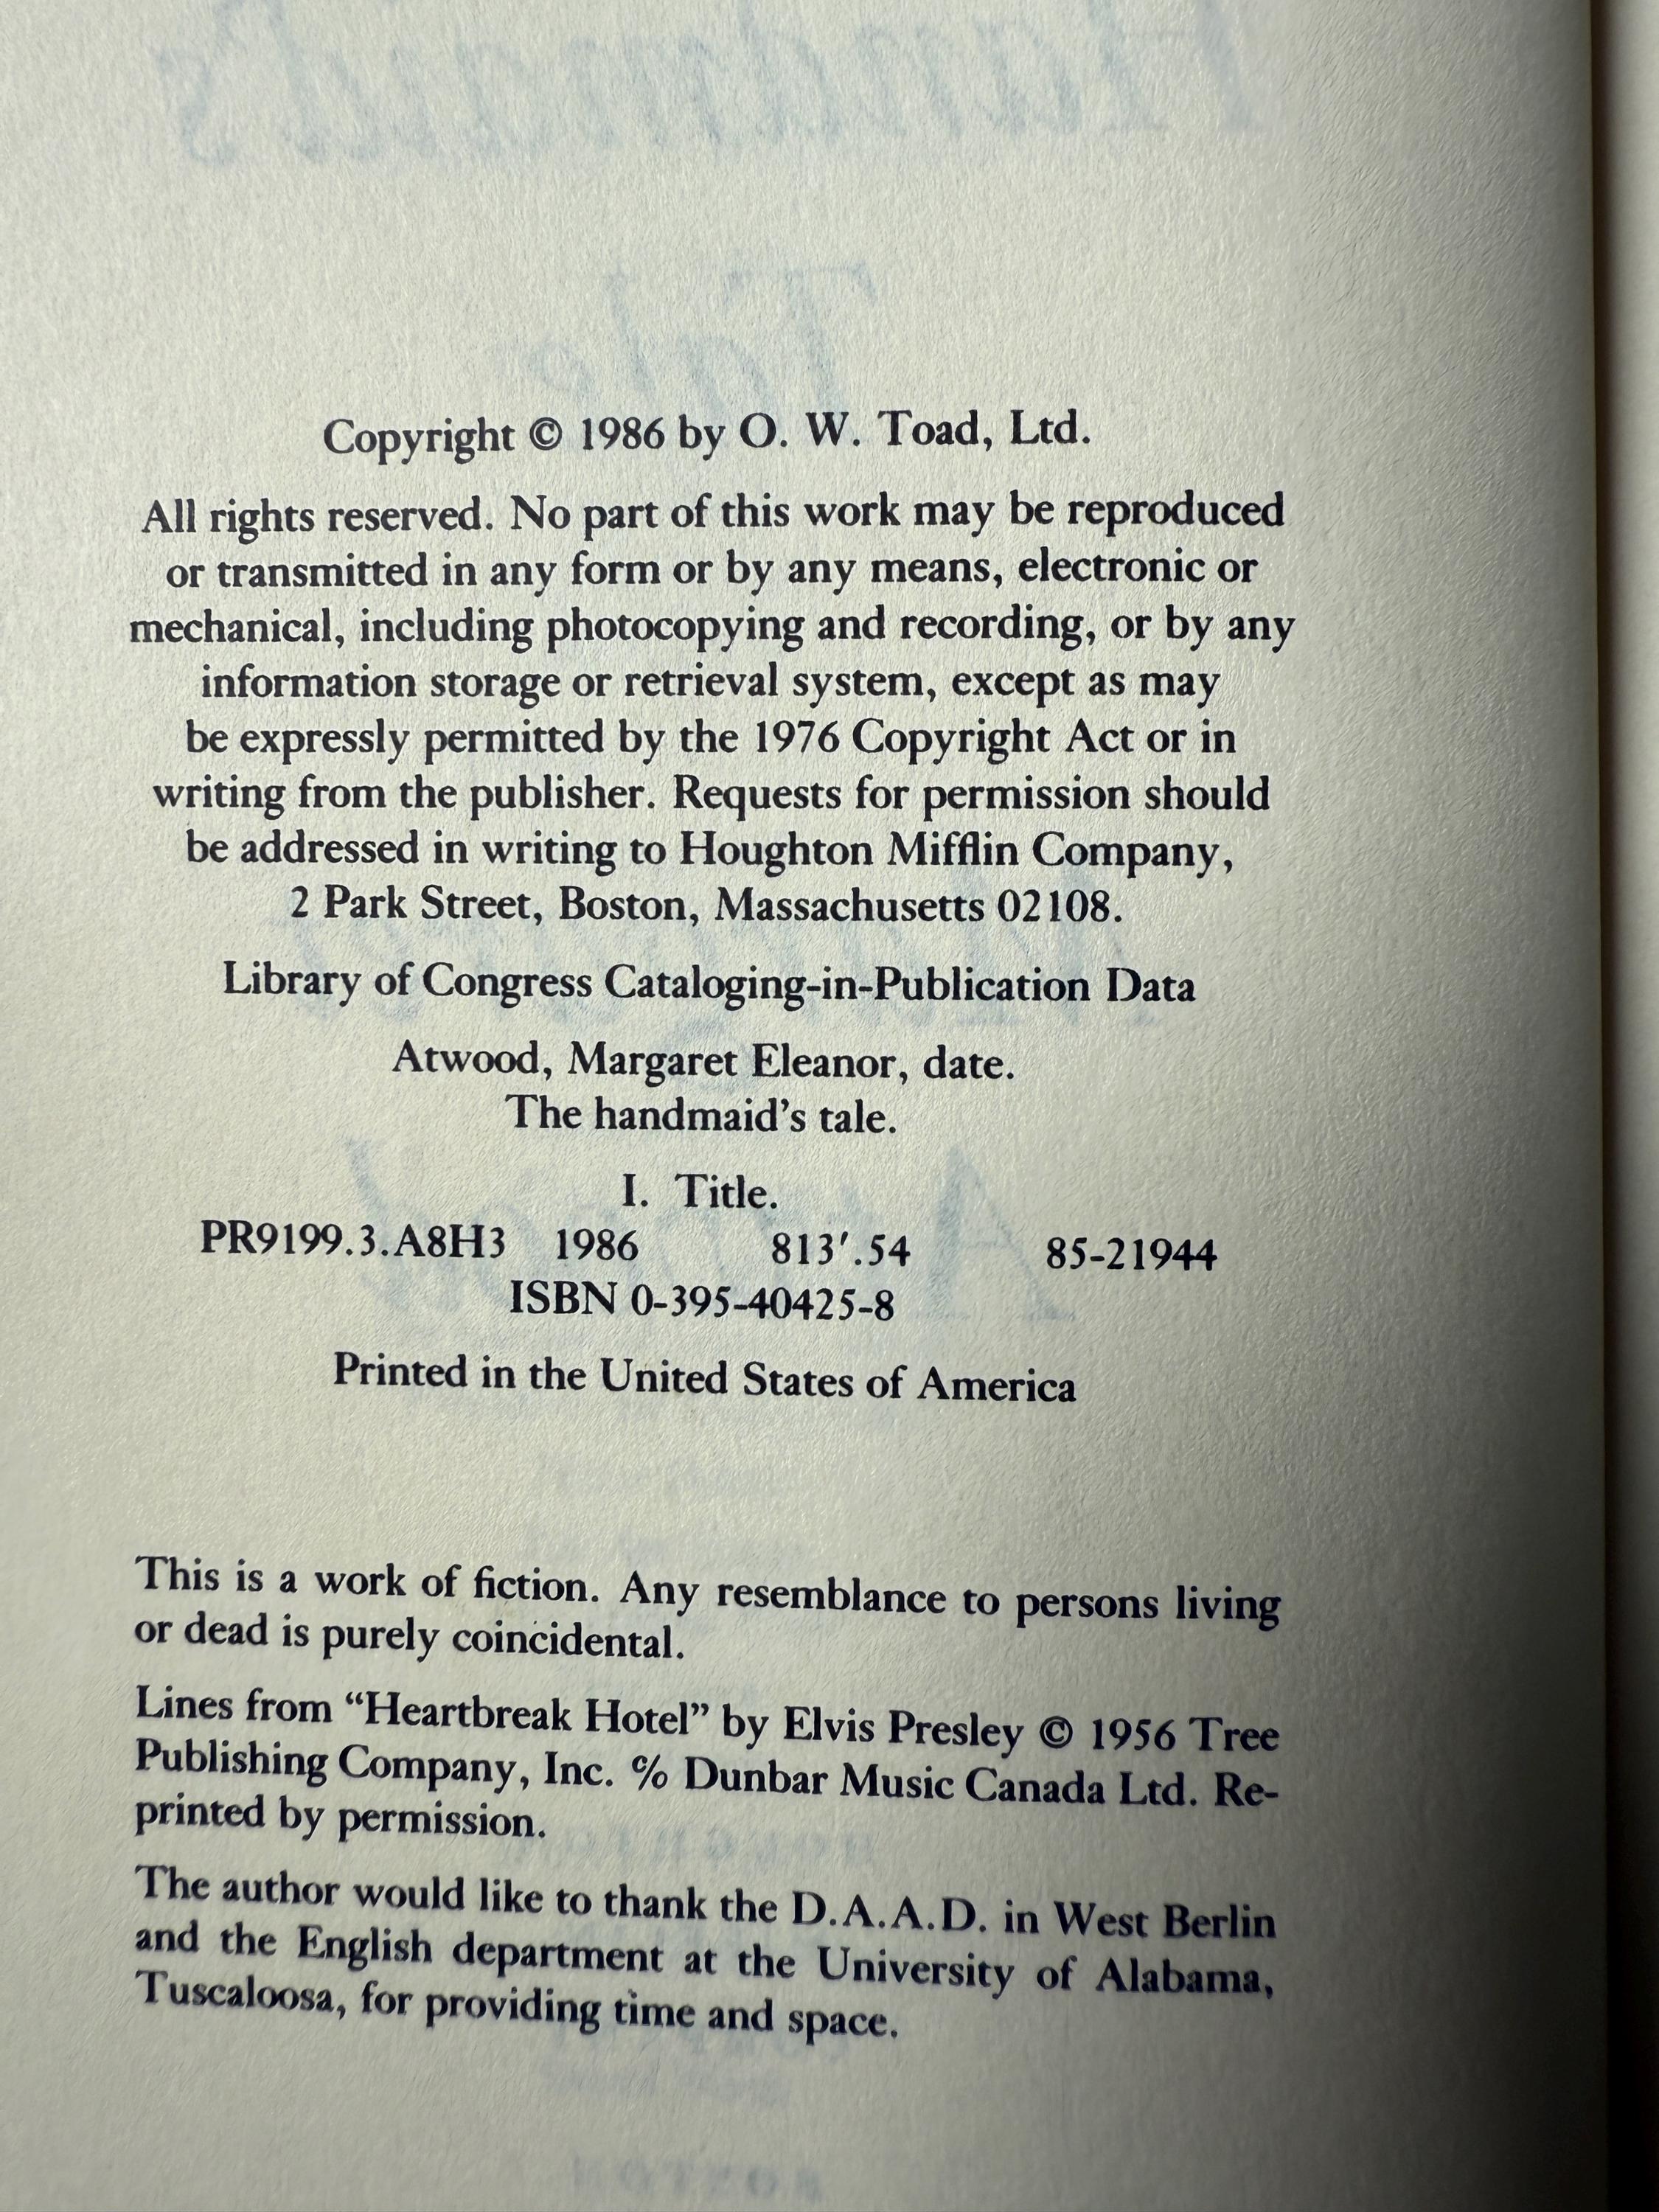 Copyright © 1986 by O. W. Toad, Ltd.
All rights reserved. No part of this work may be reproduced
or transmitted in any form or by any means, electronic or
mechanical, including photocopying and recording, or by any
information storage or retrieval system, except as may
be expressly permitted by the 1976 Copyright Act or in
writing from the publisher. Requests for permission should
be addressed in writing to Houghton Mifflin Company,
2 Park Street, Boston, Massachusetts 02108.
Library of Congress Cataloging-in-Publication Data
Atwood, Margaret Eleanor, date.
The handmaid's tale.
I. Title.
PR9199.3.A8H3 1986 813′.54 85-21944
ISBN 0-395-40425-8
Printed in the United States of America
This is a work of fiction. Any resemblance to persons living
or dead is purely coincidental.
Lines from “Heartbreak Hotel” by Elvis Presley © 1956 Tree
Publishing Company, Inc. ℅ Dunbar Music Canada Ltd. Re-
printed by permission.
The author would like to thank the D.A.A.D. in West Berlin
and the English department at the University of Alabama,
Tuscaloosa, for providing time and space.